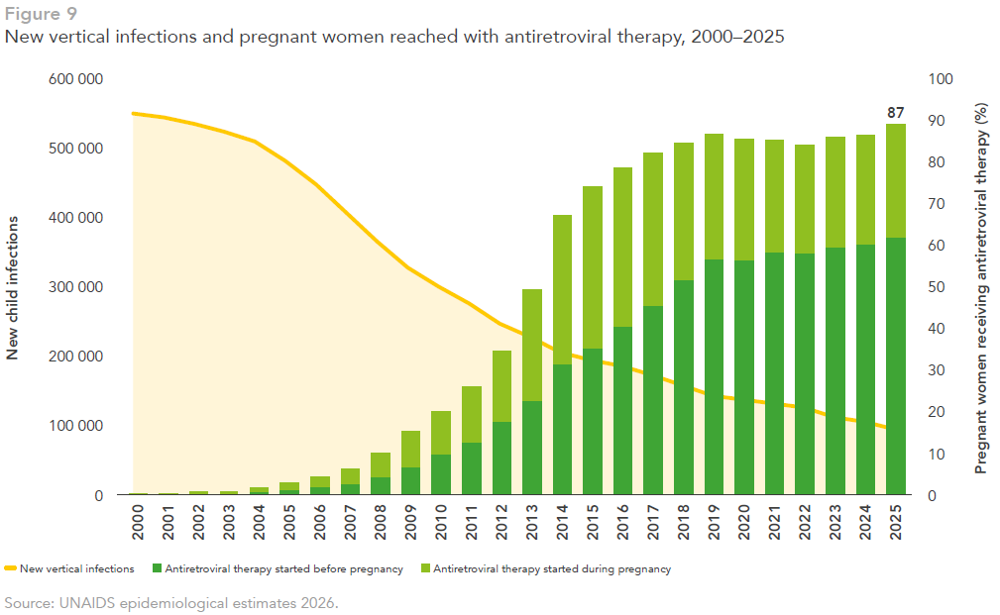 Figure 9
New vertical infections and pregnant women reached with antiretroviral therapy, 2000–2025
600 000
500 000
400 000
300 000
200 000
100 000
0
New child infections
100
90
80
70
60
50
40
30
20
10
0
Pregnant women receiving antiretroviral therapy (%)
87
2000 2001 2002 2003 2004 2005 2006 2007 2008 2009 2010 2011 2012 2013 2014 2015 2016 2017 2018 2019 2020 2021 2022 2023 2024 2025
New vertical infections Antiretroviral therapy started before pregnancy Antiretroviral therapy started during pregnancy
Source: UNAIDS epidemiological estimates 2026.